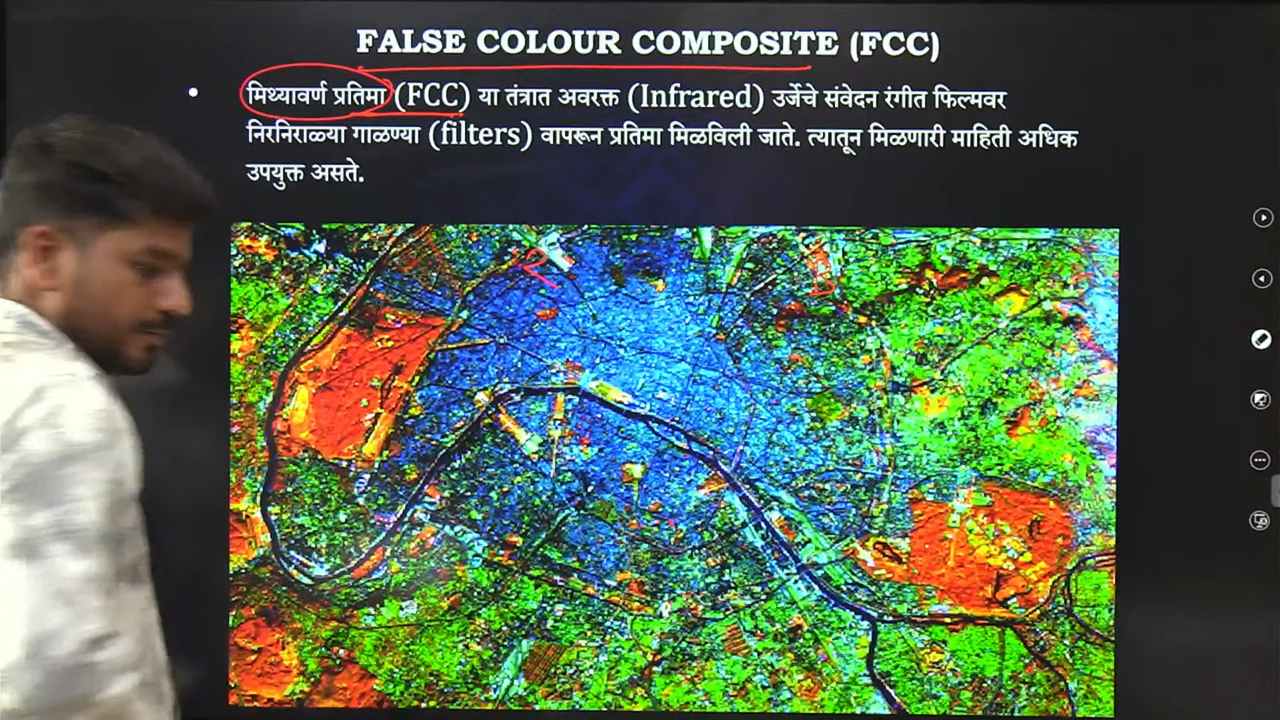 FALSE COLOUR COMPOSITE (FCC)
• मिथ्यावर्ण प्रतिमा (FCC) या तंत्रात अवरक्त (Infrared) उर्जेचे संवेदन रंगीत फिल्मवर
निरनिराळ्या गाळण्या (filters) वापरून प्रतिमा मिळविली जाते. त्यातून मिळणारी माहिती अधिक
उपयुक्त असते.
R B